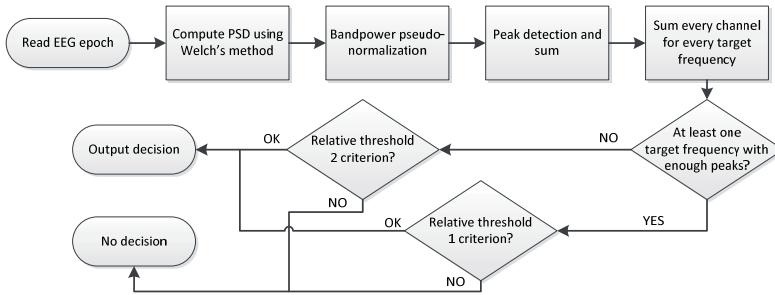 Read EEG epoch
Compute PSD using
Welch's method
Bandpower pseudo-
normalization
Peak detection and
sum
Sum every channel
for every target
frequency
At least one
target frequency with
enough peaks?
NO
YES
Relative threshold
2 criterion?
OK
NO
Output decision
Relative threshold
1 criterion?
OK
NO
No decision